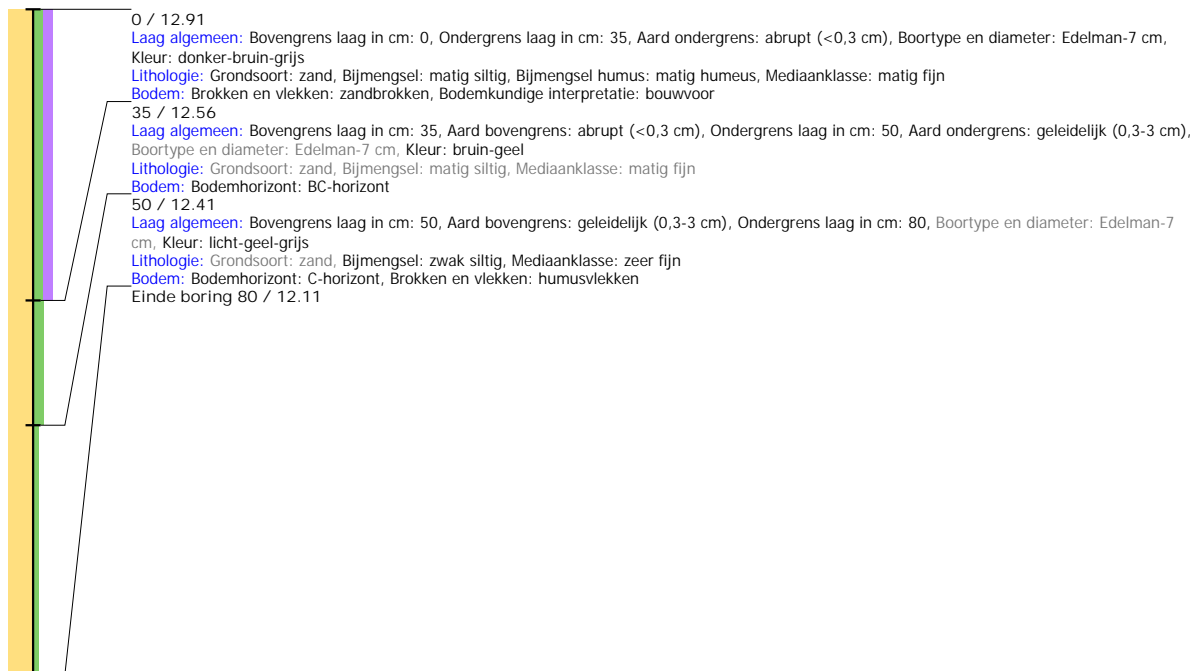 0 / 12.91
Laag algemeen: Bovengrens laag in cm: 0, Ondergrens laag in cm: 35, Aard ondergrens: abrupt (<0,3 cm), Boortype en diameter: Edelman-7 cm,
Kleur: donker-bruin-grijs
Lithologie: Grondsoort: zand, Bijmengsel: matig siltig, Bijmengsel humus: matig humeus, Mediaanklasse: matig fijn
Bodem: Brokken en vlekken: zandbrokken, Bodemkundige interpretatie: bouwvoor
35 / 12.56
Laag algemeen: Bovengrens laag in cm: 35, Aard bovengrens: abrupt (<0,3 cm), Ondergrens laag in cm: 50, Aard ondergrens: geleidelijk (0,3-3 cm),
Boortype en diameter: Edelman-7 cm, Kleur: bruin-geel
Lithologie: Grondsoort: zand, Bijmengsel: matig siltig, Mediaanklasse: matig fijn
Bodem: Bodemhorizont: BC-horizont
50 / 12.41
Laag algemeen: Bovengrens laag in cm: 50, Aard bovengrens: geleidelijk (0,3-3 cm), Ondergrens laag in cm: 80, Boortype en diameter: Edelman-7
cm, Kleur: licht-geel-grijs
Lithologie: Grondsoort: zand, Bijmengsel: zwak siltig, Mediaanklasse: zeer fijn
Bodem: Bodemhorizont: C-horizont, Brokken en vlekken: humusvlekken
Einde boring 80 / 12.11